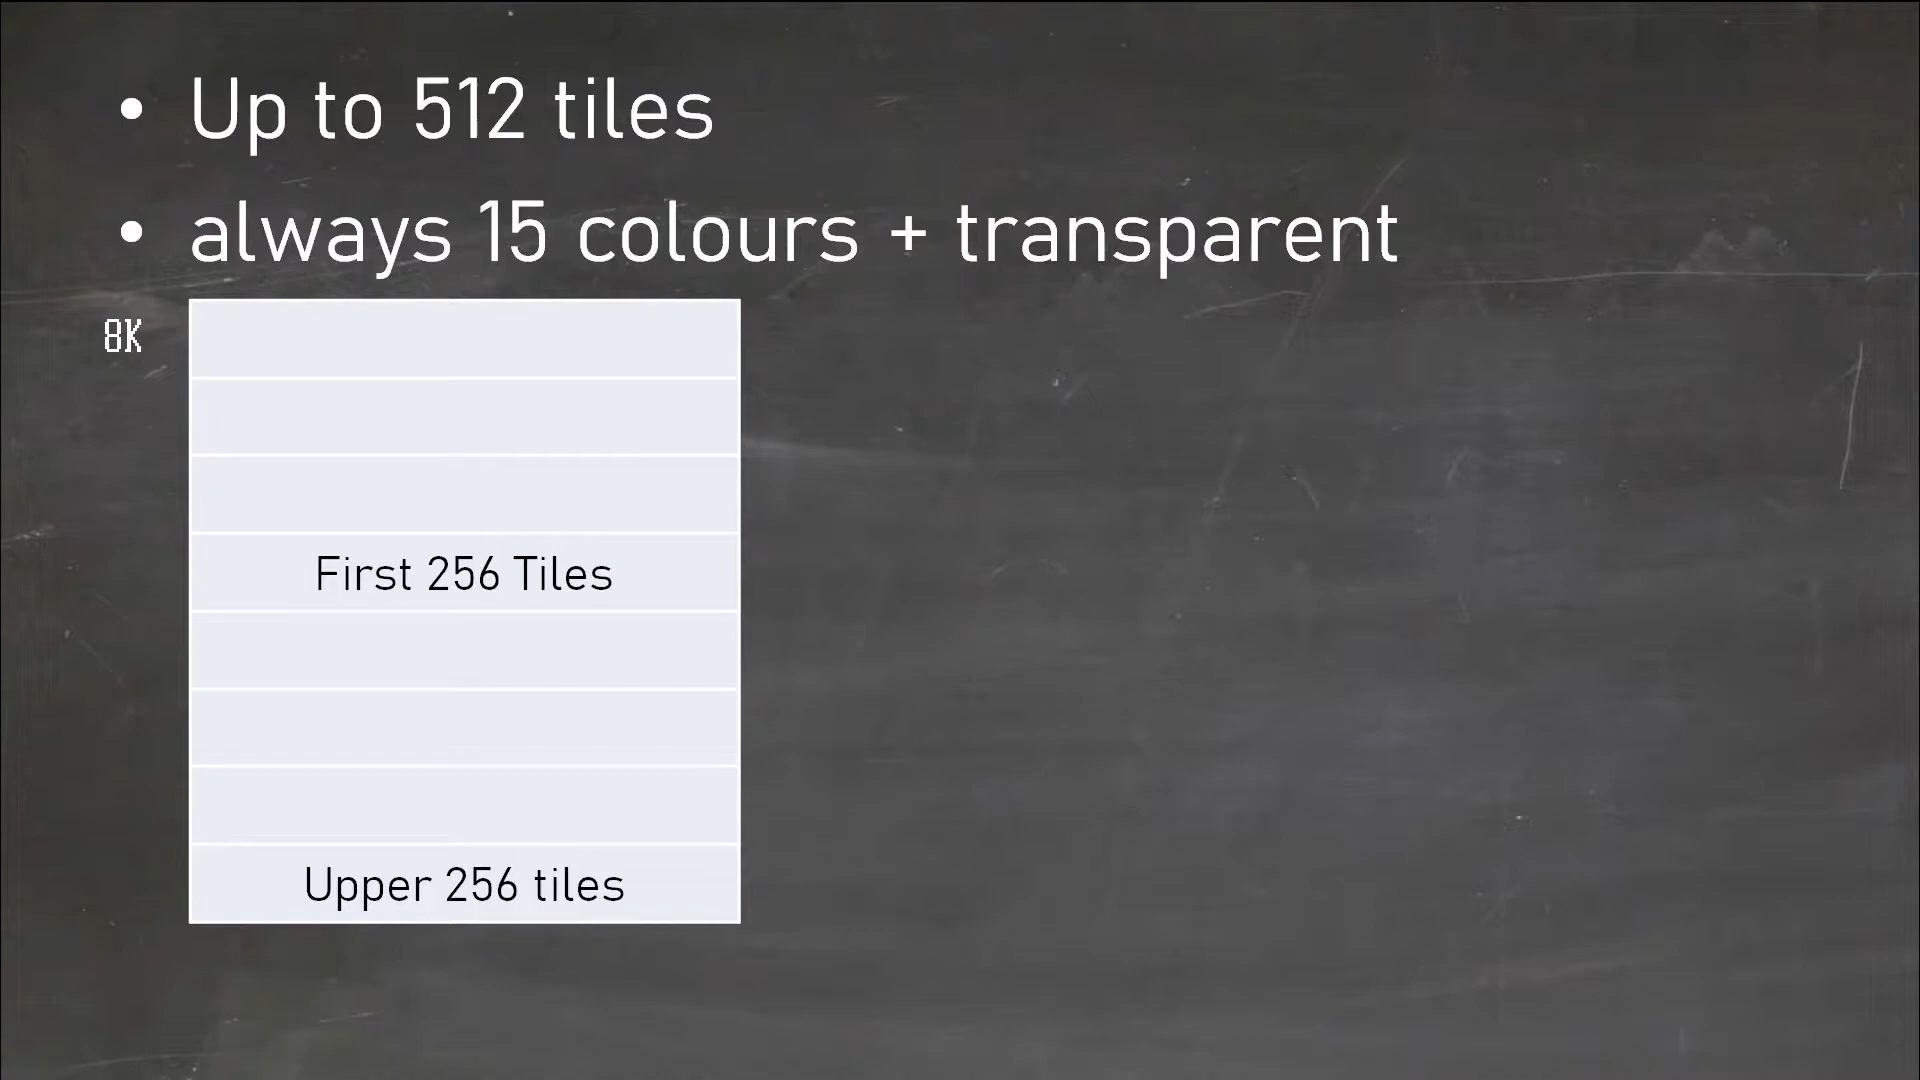 • Up to 512 tiles
• always 15 colours + transparent
8K
First 256 Tiles
Upper 256 tiles